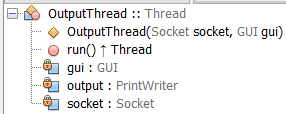 OutputThread :: Thread
OutputThread(Socket socket, GUI gui)
run() ↑ Thread
gui : GUI
output : PrintWriter
socket : Socket